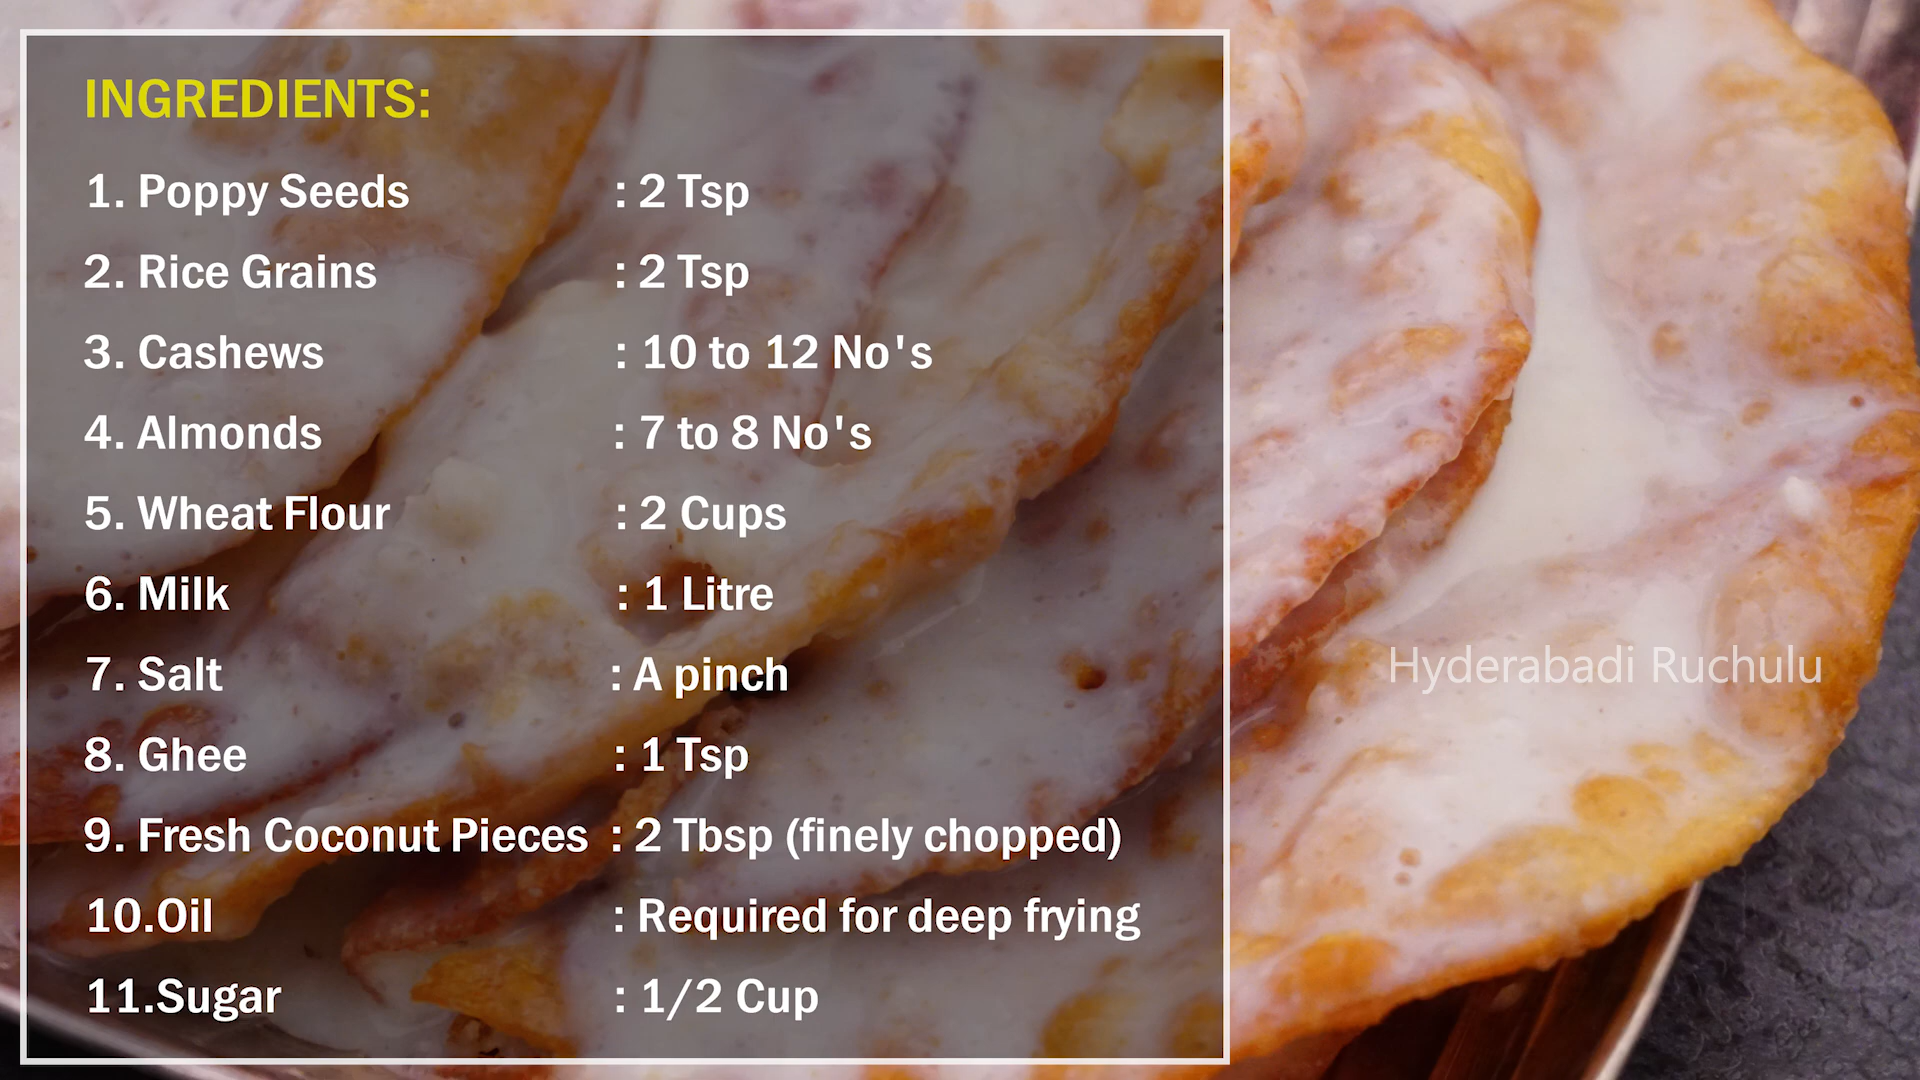 INGREDIENTS:
1. Poppy Seeds : 2 Tsp
2. Rice Grains : 2 Tsp
3. Cashews : 10 to 12 No's
4. Almonds : 7 to 8 No's
5. Wheat Flour : 2 Cups
6. Milk : 1 Litre
7. Salt : A pinch
8. Ghee : 1 Tsp
9. Fresh Coconut Pieces : 2 Tbsp (finely chopped)
10.Oil : Required for deep frying
11.Sugar : 1/2 Cup
Hyderabadi Ruchulu